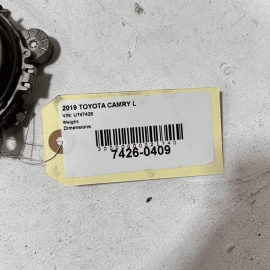 2019 TOYOTA CAMRY L
VIN: U747426
Weight:
Dimensions:
7426-0409